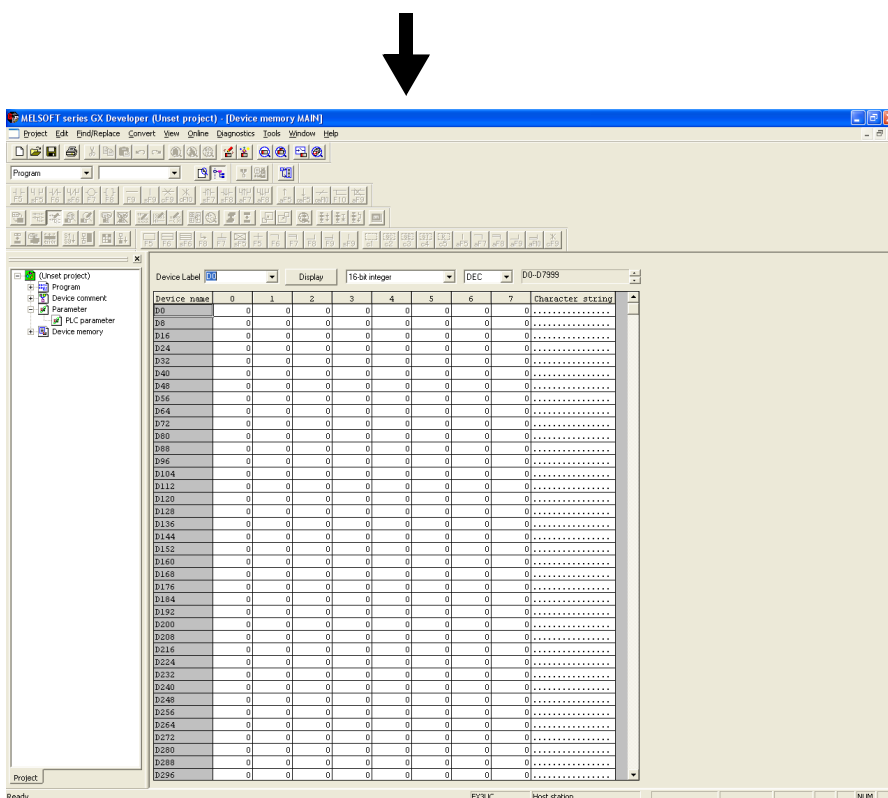 MELSOFT series GX Developer (Unset project) - [Device memory MAIN]
Project Edit Find/Replace Convert View Online Diagnostics Tools Window Help
Program
(Unset project)
Program
Device comment
Parameter
PLC parameter
Device memory
Project
Device Label D0 Display 16-bit integer DEC D0-D7999
Device name 0 1 2 3 4 5 6 7 Character string
D0 0 0 0 0 0 0 0 0 ................
D8 0 0 0 0 0 0 0 0 ................
D16 0 0 0 0 0 0 0 0 ................
D24 0 0 0 0 0 0 0 0 ................
D32 0 0 0 0 0 0 0 0 ................
D40 0 0 0 0 0 0 0 0 ................
D48 0 0 0 0 0 0 0 0 ................
D56 0 0 0 0 0 0 0 0 ................
D64 0 0 0 0 0 0 0 0 ................
D72 0 0 0 0 0 0 0 0 ................
D80 0 0 0 0 0 0 0 0 ................
D88 0 0 0 0 0 0 0 0 ................
D96 0 0 0 0 0 0 0 0 ................
D104 0 0 0 0 0 0 0 0 ................
D112 0 0 0 0 0 0 0 0 ................
D120 0 0 0 0 0 0 0 0 ................
D128 0 0 0 0 0 0 0 0 ................
D136 0 0 0 0 0 0 0 0 ................
D144 0 0 0 0 0 0 0 0 ................
D152 0 0 0 0 0 0 0 0 ................
D160 0 0 0 0 0 0 0 0 ................
D168 0 0 0 0 0 0 0 0 ................
D176 0 0 0 0 0 0 0 0 ................
D184 0 0 0 0 0 0 0 0 ................
D192 0 0 0 0 0 0 0 0 ................
D200 0 0 0 0 0 0 0 0 ................
D208 0 0 0 0 0 0 0 0 ................
D216 0 0 0 0 0 0 0 0 ................
D224 0 0 0 0 0 0 0 0 ................
D232 0 0 0 0 0 0 0 0 ................
D240 0 0 0 0 0 0 0 0 ................
D248 0 0 0 0 0 0 0 0 ................
D256 0 0 0 0 0 0 0 0 ................
D264 0 0 0 0 0 0 0 0 ................
D272 0 0 0 0 0 0 0 0 ................
D280 0 0 0 0 0 0 0 0 ................
D288 0 0 0 0 0 0 0 0 ................
D296 0 0 0 0 0 0 0 0 ................
Ready FX3UC Host station NUM